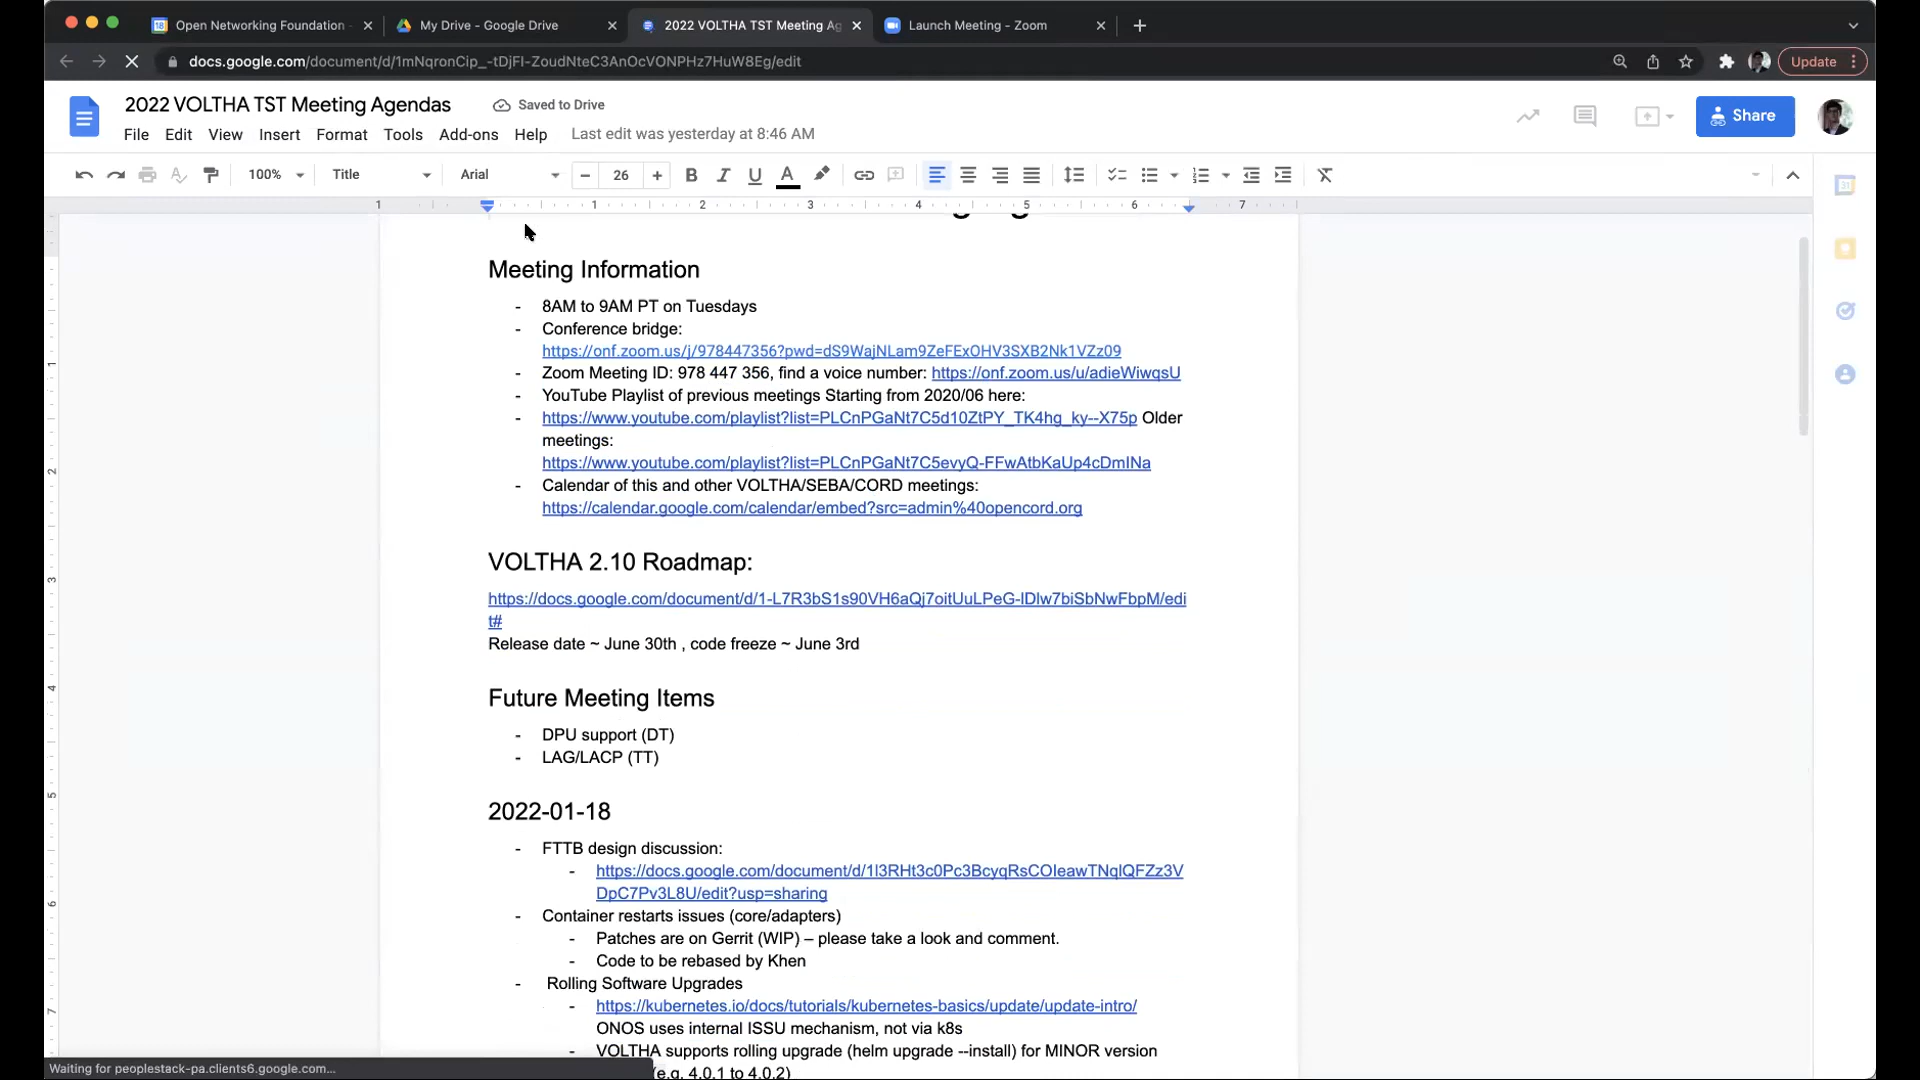 Open Networking Foundation -
My Drive - Google Drive
2022 VOLTHA TST Meeting Ag
Launch Meeting - Zoom
docs.google.com/document/d/1mNqronCip_-tDjFI-ZoudNteC3AnOcVONPHz7HuW8Eg/edit
Update
2022 VOLTHA TST Meeting Agendas
Saved to Drive
File Edit View Insert Format Tools Add-ons Help
Last edit was yesterday at 8:46 AM
Share
100%
Title
Arial
26
1 1 2 3 4 5 6 7
Meeting Information
- 8AM to 9AM PT on Tuesdays
- Conference bridge:
https://onf.zoom.us/j/978447356?pwd=dS9WajNLam9ZeFExOHV3SXB2Nk1VZz09
- Zoom Meeting ID: 978 447 356, find a voice number: https://onf.zoom.us/u/adieWiwqsU
- YouTube Playlist of previous meetings Starting from 2020/06 here:
- https://www.youtube.com/playlist?list=PLCnPGaNt7C5d10ZtPY_TK4hg_ky--X75p Older
meetings:
https://www.youtube.com/playlist?list=PLCnPGaNt7C5evyQ-FFwAtbKaUp4cDmINa
- Calendar of this and other VOLTHA/SEBA/CORD meetings:
https://calendar.google.com/calendar/embed?src=admin%40opencord.org
VOLTHA 2.10 Roadmap:
https://docs.google.com/document/d/1-L7R3bS1s90VH6aQj7oitUuLPeG-lDlw7biSbNwFbpM/edi
t#
Release date ~ June 30th , code freeze ~ June 3rd
Future Meeting Items
- DPU support (DT)
- LAG/LACP (TT)
2022-01-18
- FTTB design discussion:
- https://docs.google.com/document/d/1l3RHt3c0Pc3BcyqRsCOIeawTNqlQFZz3V
DpC7Pv3L8U/edit?usp=sharing
- Container restarts issues (core/adapters)
- Patches are on Gerrit (WIP) – please take a look and comment.
- Code to be rebased by Khen
- Rolling Software Upgrades
- https://kubernetes.io/docs/tutorials/kubernetes-basics/update/update-intro/
ONOS uses internal ISSU mechanism, not via k8s
- VOLTHA supports rolling upgrade (helm upgrade --install) for MINOR version
(e.g. 4.0.1 to 4.0.2)
Waiting for peoplestack-pa.clients6.google.com...